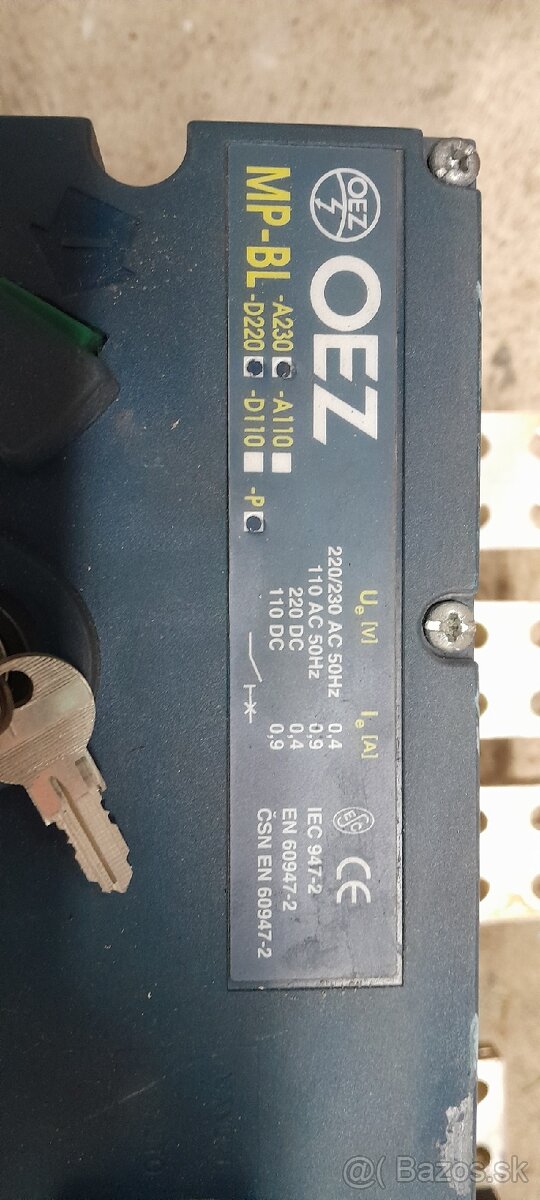 OEZ
OEZ
MP-BL
-A230 -A110
-D220 -D110 -P
Ue [V] Ie [A]
220/230 AC 50Hz 0,4
110 AC 50Hz 0,9
220 DC 0,4
110 DC 0,9
ESČ
CE
IEC 947-2
EN 60947-2
ČSN EN 60947-2
@( Bazos.sk